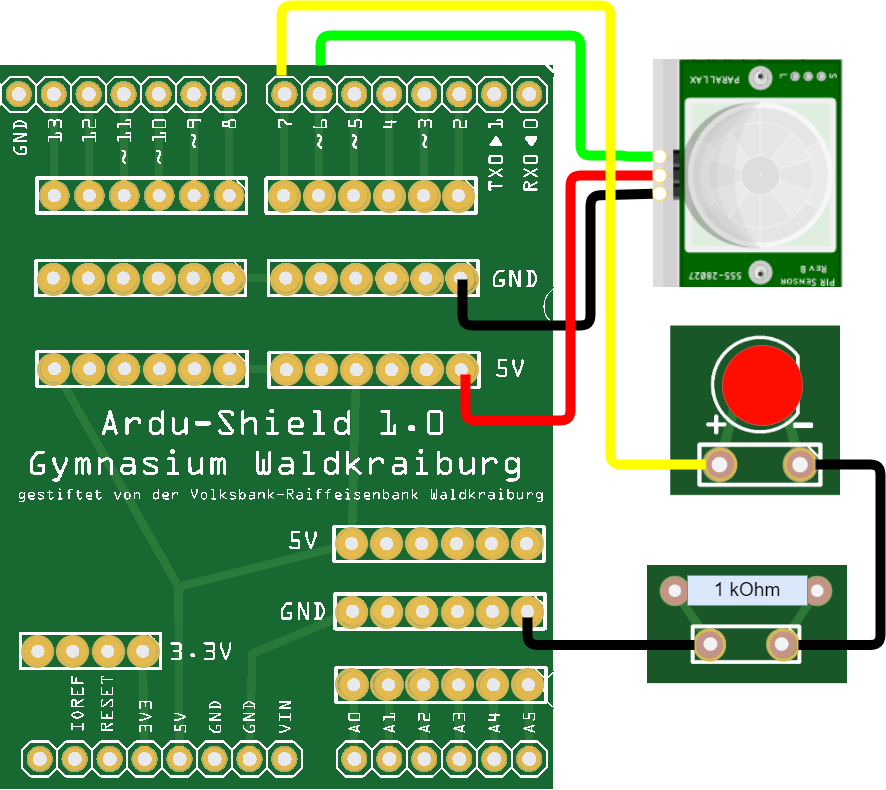 GND 13 12 ~11 ~10 ~9 8 7 ~6 ~5 4 ~3 2 TX0▲1 RX0▼0
PARALLAX
GND
5V
555-28027
REV B
PIR SENSOR
Ardu-Shield 1.0
Gymnasium Waldkraiburg
gestiftet von der Volksbank-Raiffeisenbank Waldkraiburg
+ -
5V
1 kOhm
GND
3.3V
IOREF RESET 3V3 5V GND GND VIN A0 A1 A2 A3 A4 A5